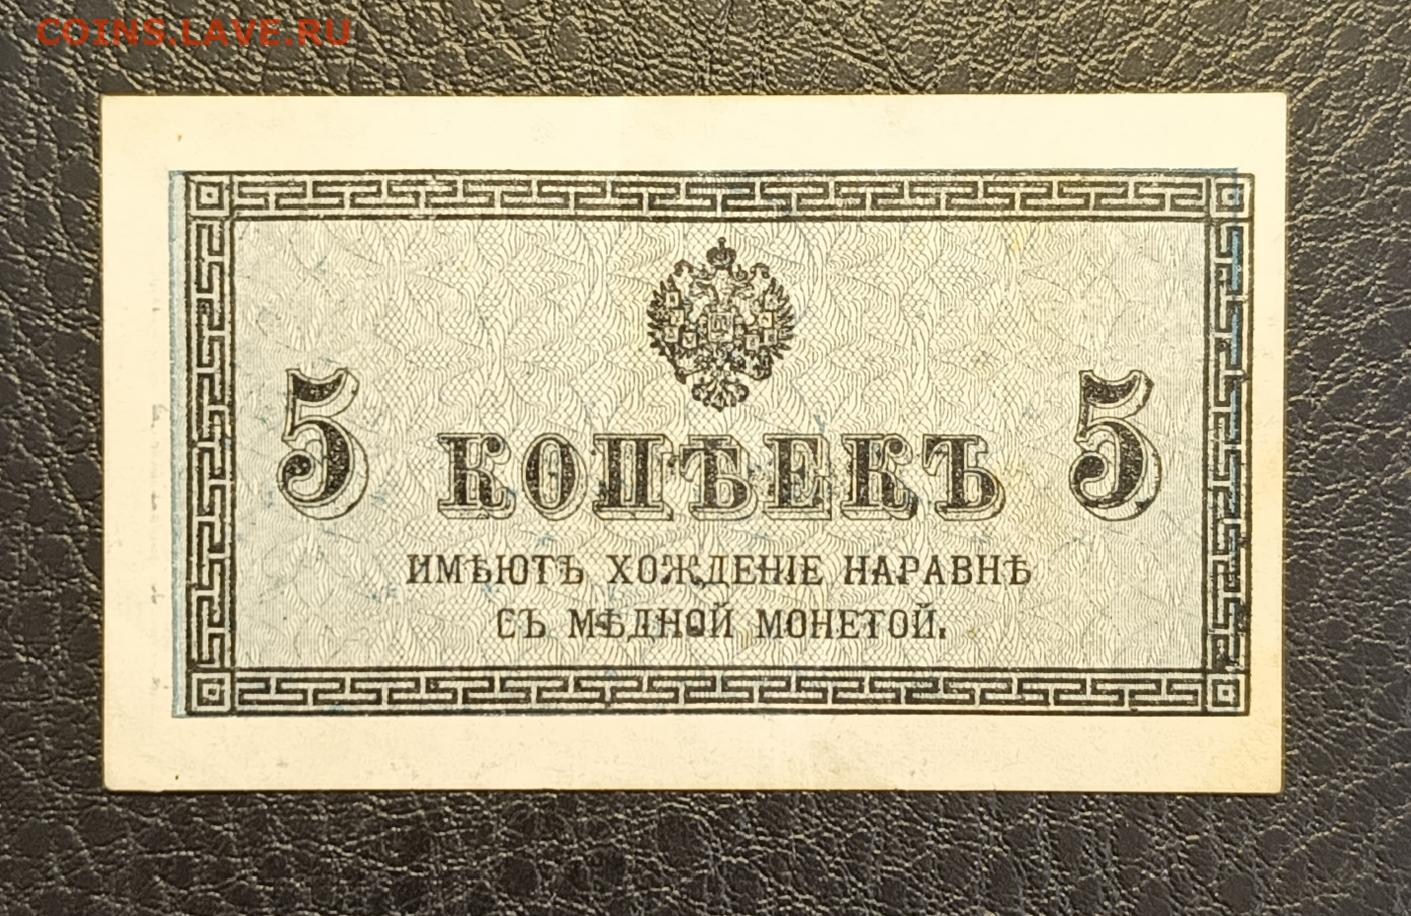 COINS.LAVE.RU
5 КОПѢЕКЪ 5
ИМѢЮТЪ ХОЖДЕНІЕ НАРАВНѢ
СЪ МѢДНОЙ МОНЕТОЙ.